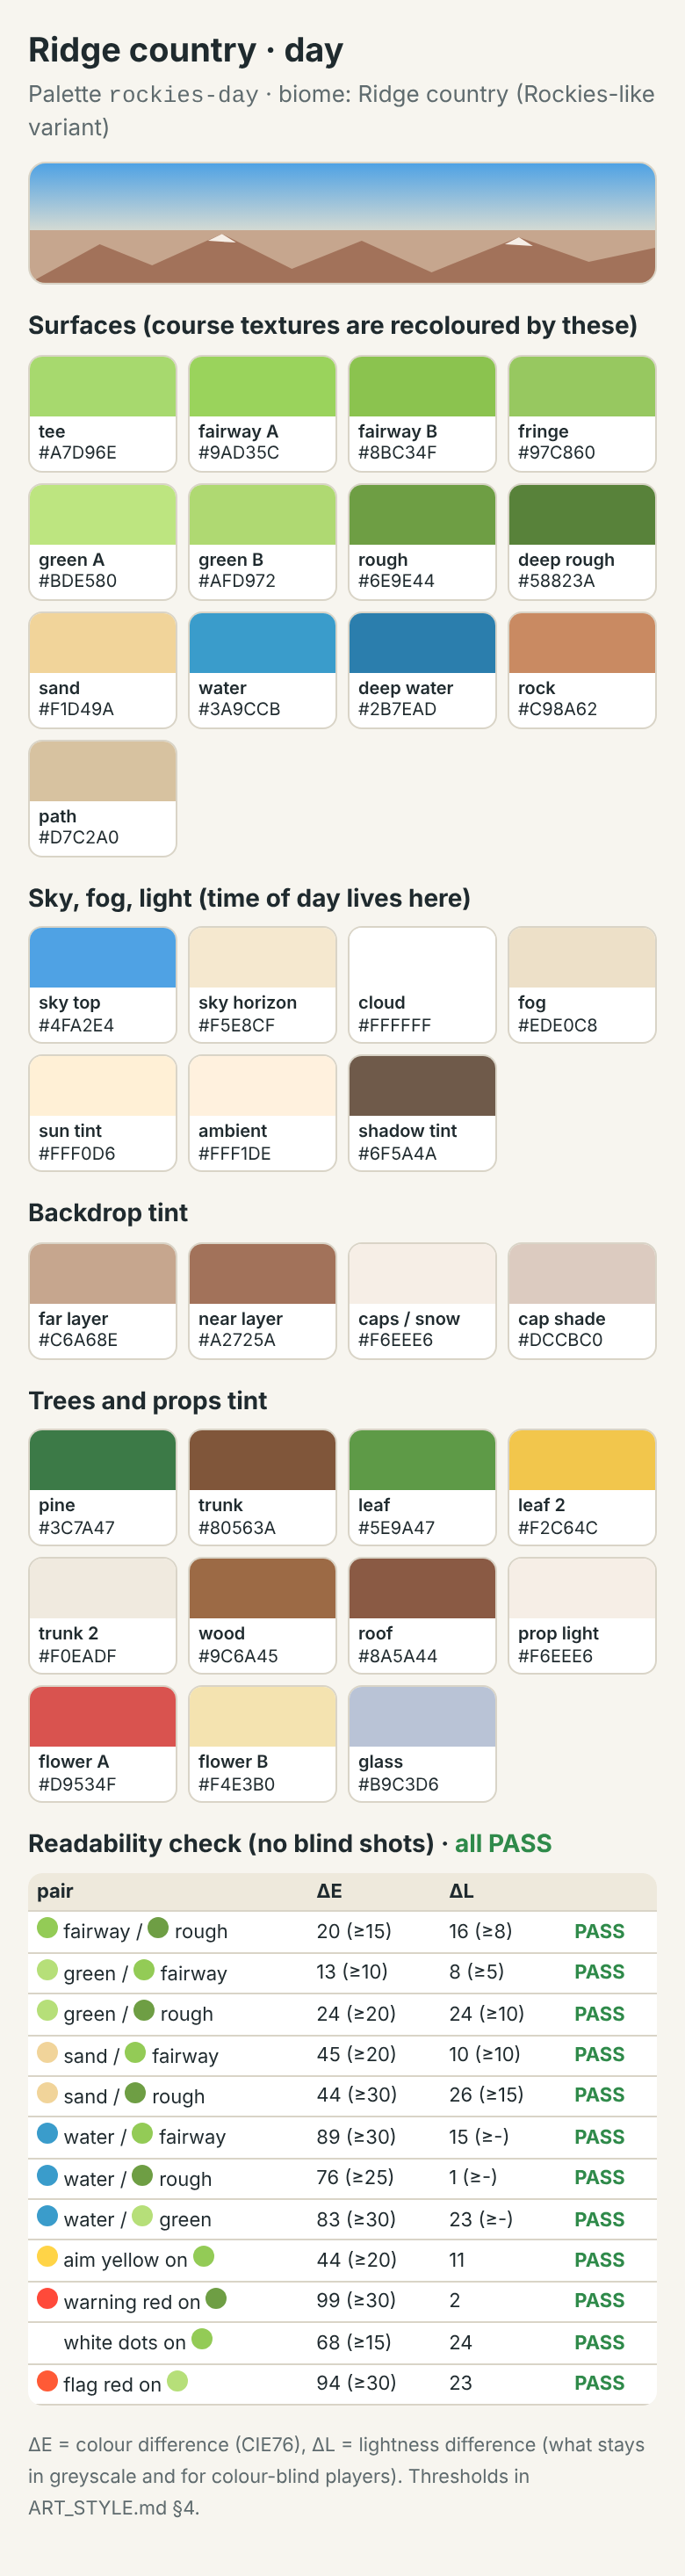 Ridge country · day
Palette rockies-day · biome: Ridge country (Rockies-like
variant)
Surfaces (course textures are recoloured by these)
tee
#A7D96E
fairway A
#9AD35C
fairway B
#8BC34F
fringe
#97C860
green A
#BDE580
green B
#AFD972
rough
#6E9E44
deep rough
#58823A
sand
#F1D49A
water
#3A9CCB
deep water
#2B7EAD
rock
#C98A62
path
#D7C2A0
Sky, fog, light (time of day lives here)
sky top
#4FA2E4
sky horizon
#F5E8CF
cloud
#FFFFFF
fog
#EDE0C8
sun tint
#FFF0D6
ambient
#FFF1DE
shadow tint
#6F5A4A
Backdrop tint
far layer
#C6A68E
near layer
#A2725A
caps / snow
#F6EEE6
cap shade
#DCCBC0
Trees and props tint
pine
#3C7A47
trunk
#80563A
leaf
#5E9A47
leaf 2
#F2C64C
trunk 2
#F0EADF
wood
#9C6A45
roof
#8A5A44
prop light
#F6EEE6
flower A
#D9534F
flower B
#F4E3B0
glass
#B9C3D6
Readability check (no blind shots) · all PASS
pair ΔE ΔL
fairway / rough 20 (≥15) 16 (≥8) PASS
green / fairway 13 (≥10) 8 (≥5) PASS
green / rough 24 (≥20) 24 (≥10) PASS
sand / fairway 45 (≥20) 10 (≥10) PASS
sand / rough 44 (≥30) 26 (≥15) PASS
water / fairway 89 (≥30) 15 (≥-) PASS
water / rough 76 (≥25) 1 (≥-) PASS
water / green 83 (≥30) 23 (≥-) PASS
aim yellow on 44 (≥20) 11 PASS
warning red on 99 (≥30) 2 PASS
white dots on 68 (≥15) 24 PASS
flag red on 94 (≥30) 23 PASS
ΔE = colour difference (CIE76), ΔL = lightness difference (what stays
in greyscale and for colour-blind players). Thresholds in
ART_STYLE.md §4.